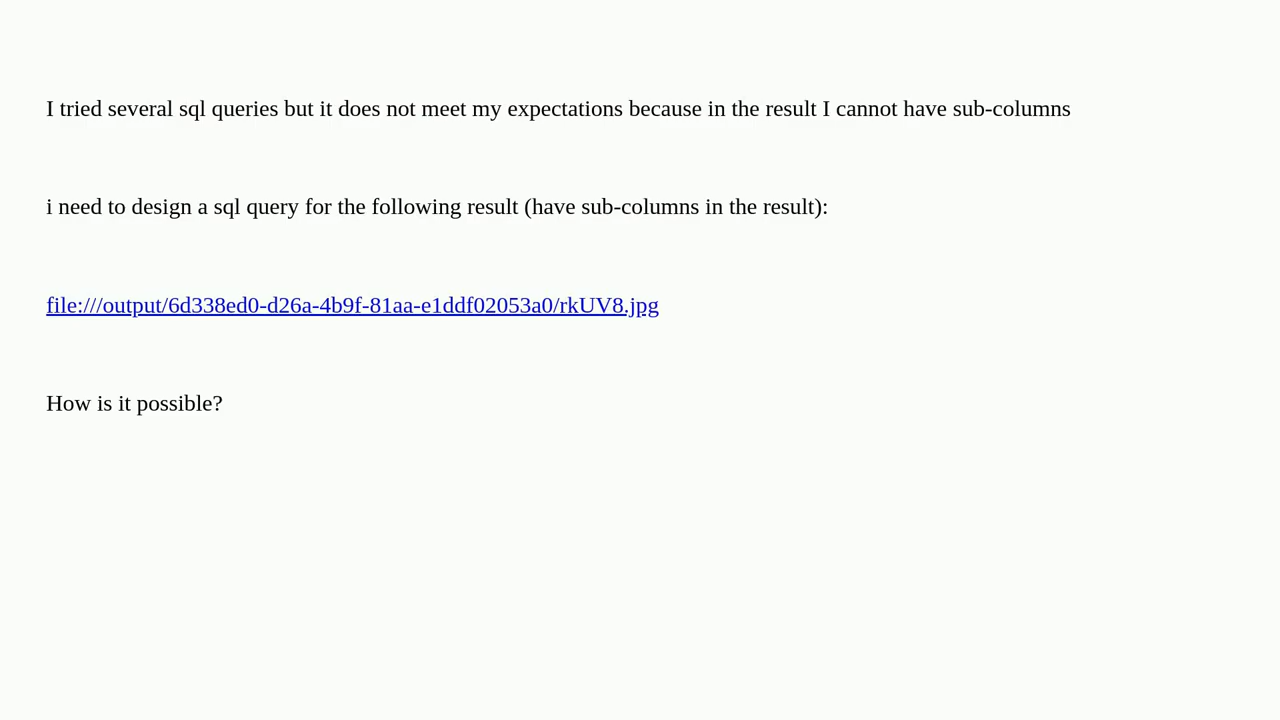 I tried several sql queries but it does not meet my expectations because in the result I cannot have sub-columns
i need to design a sql query for the following result (have sub-columns in the result):
file:///output/6d338ed0-d26a-4b9f-81aa-e1ddf02053a0/rkUV8.jpg
How is it possible?